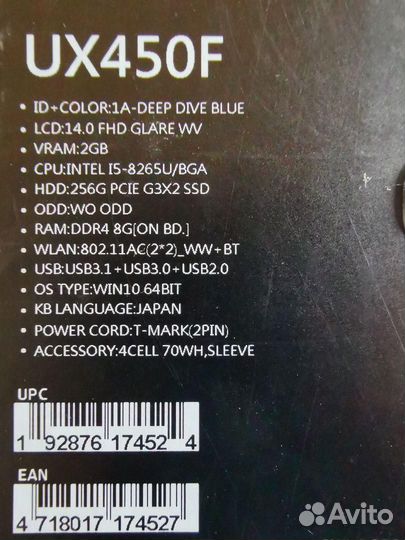 UX450F
• ID+COLOR:1A-DEEP DIVE BLUE
• LCD:14.0 FHD GLARE WV
• VRAM:2GB
• CPU:INTEL I5-8265U/BGA
• HDD:256G PCIE G3X2 SSD
• ODD:WO ODD
• RAM:DDR4 8G[ON BD.]
• WLAN:802.11AC(2*2)_WW+BT
• USB:USB3.1+USB3.0+USB2.0
• OS TYPE:WIN10 64BIT
• KB LANGUAGE:JAPAN
• POWER CORD:T-MARK(2PIN)
• ACCESSORY:4CELL 70WH,SLEEVE
UPC
1 92876 17452 4
EAN
4 718017 174527
Avito